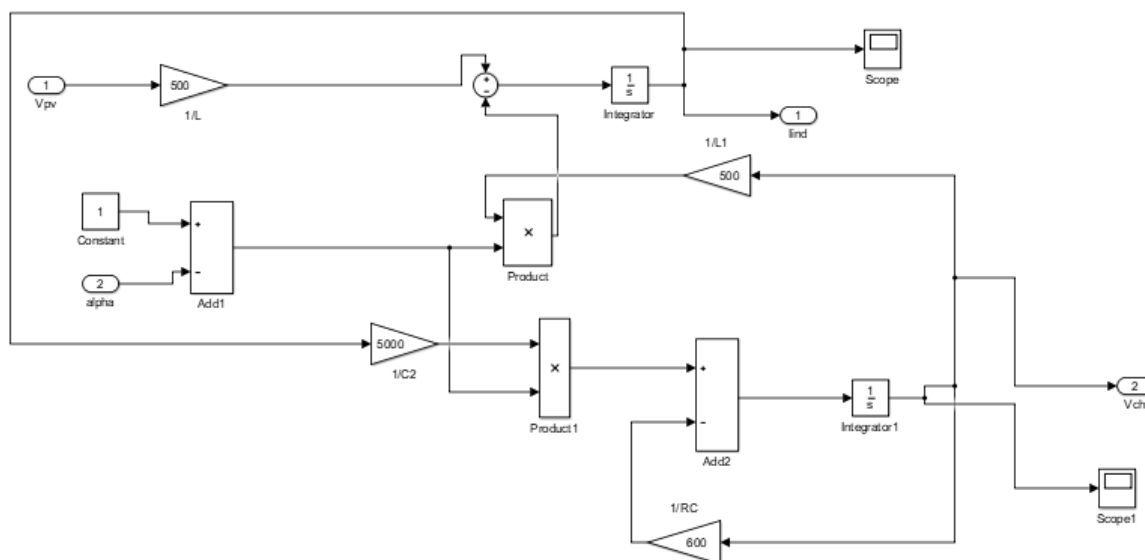 Scope
1
Vpv
500
1/L
+
−
1
s
Integrator
1
Iind
1/L1
500
1
Constant
+
−
Add1
2
alpha
×
Product
5000
1/C2
×
Product1
+
−
Add2
1
s
Integrator1
2
Vch
Scope1
1/RC
600